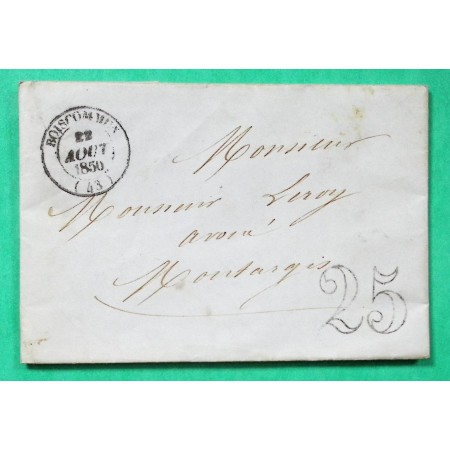 BOISCOMMUN
22
AOUT
1850
(43)
Monsieur
Monsieur Leroy
avoué
Montargis
25